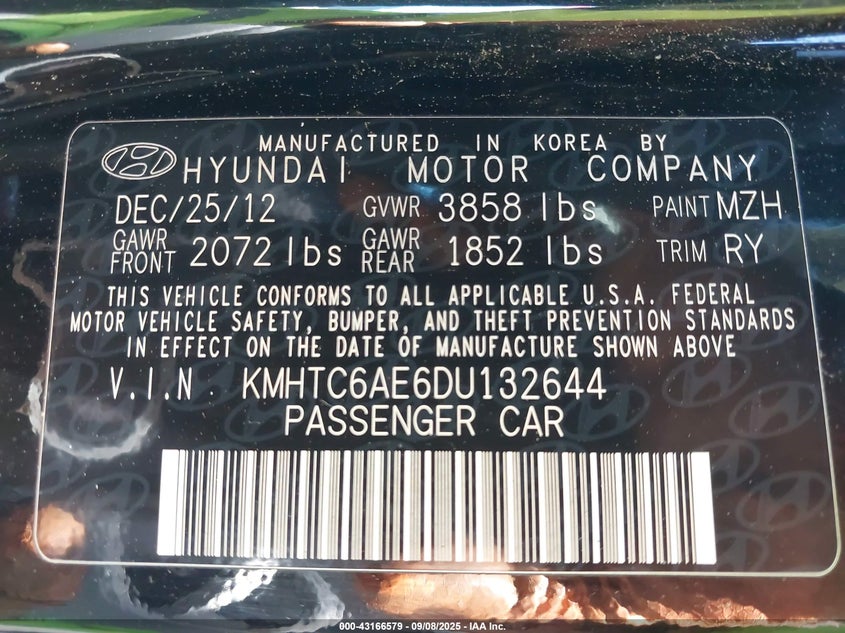 MANUFACTURED IN KOREA BY
HYUNDAI MOTOR COMPANY
DEC/25/12 GVWR 3858 lbs PAINT MZH
GAWR FRONT 2072 lbs GAWR REAR 1852 lbs TRIM RY
THIS VEHICLE CONFORMS TO ALL APPLICABLE U.S.A. FEDERAL
MOTOR VEHICLE SAFETY, BUMPER, AND THEFT PREVENTION STANDARDS
IN EFFECT ON THE DATE OF MANUFACTURE SHOWN ABOVE
V.I.N KMHTC6AE6DU132644
PASSENGER CAR
000-43166579 - 09/08/2025 - IAA Inc.